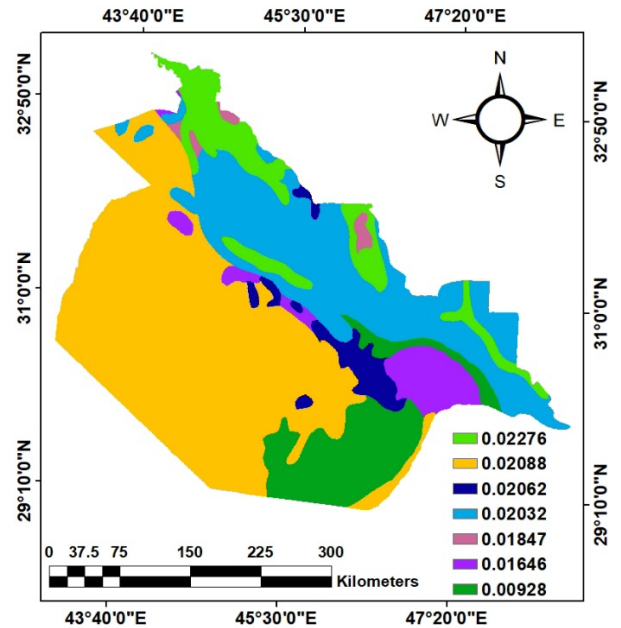 43°40'0"E 45°30'0"E 47°20'0"E
32°50'0"N
31°0'0"N
29°10'0"N
N
W E
S
32°50'0"N
31°0'0"N
29°10'0"N
0.02276
0.02088
0.02062
0.02032
0.01847
0.01646
0.00928
0 37.5 75 150 225 300
Kilometers
43°40'0"E 45°30'0"E 47°20'0"E